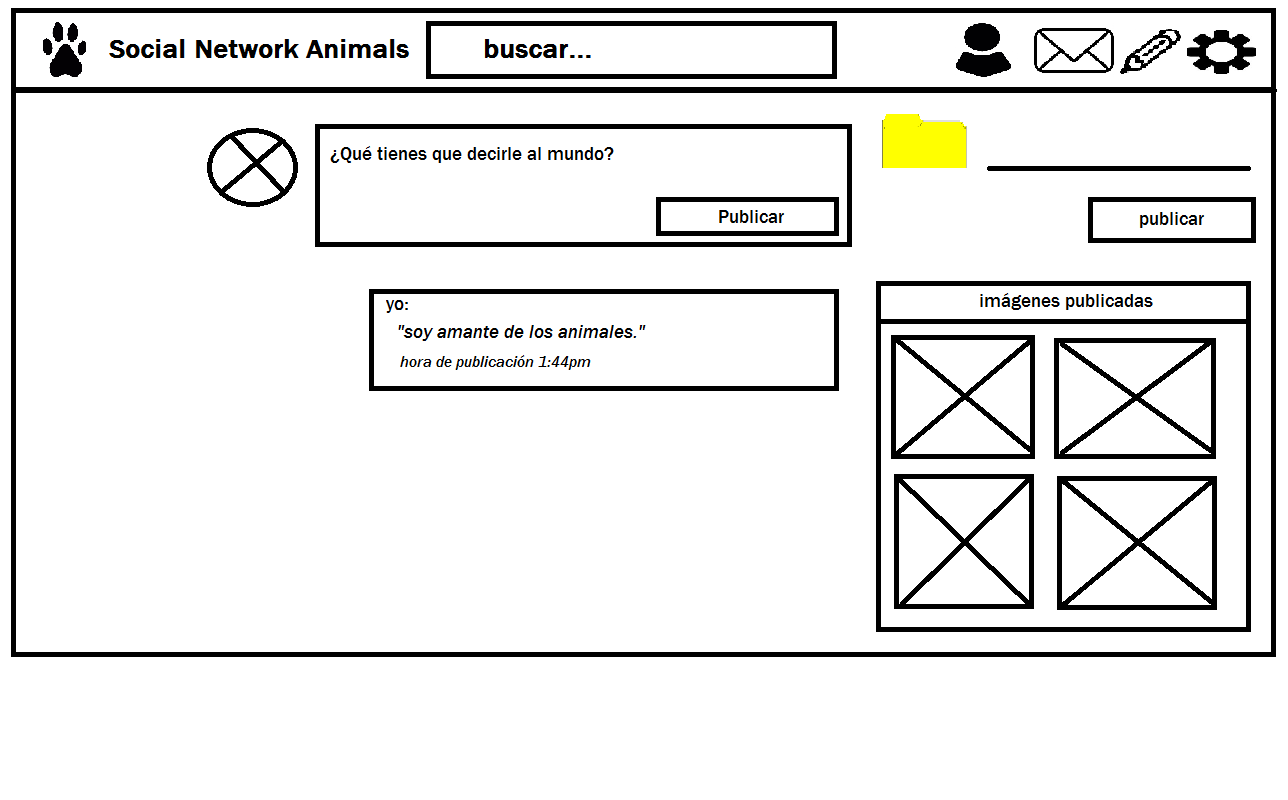 Social Network Animals
buscar...
¿Qué tienes que decirle al mundo?
Publicar
publicar
yo:
"soy amante de los animales."
hora de publicación 1:44pm
imágenes publicadas